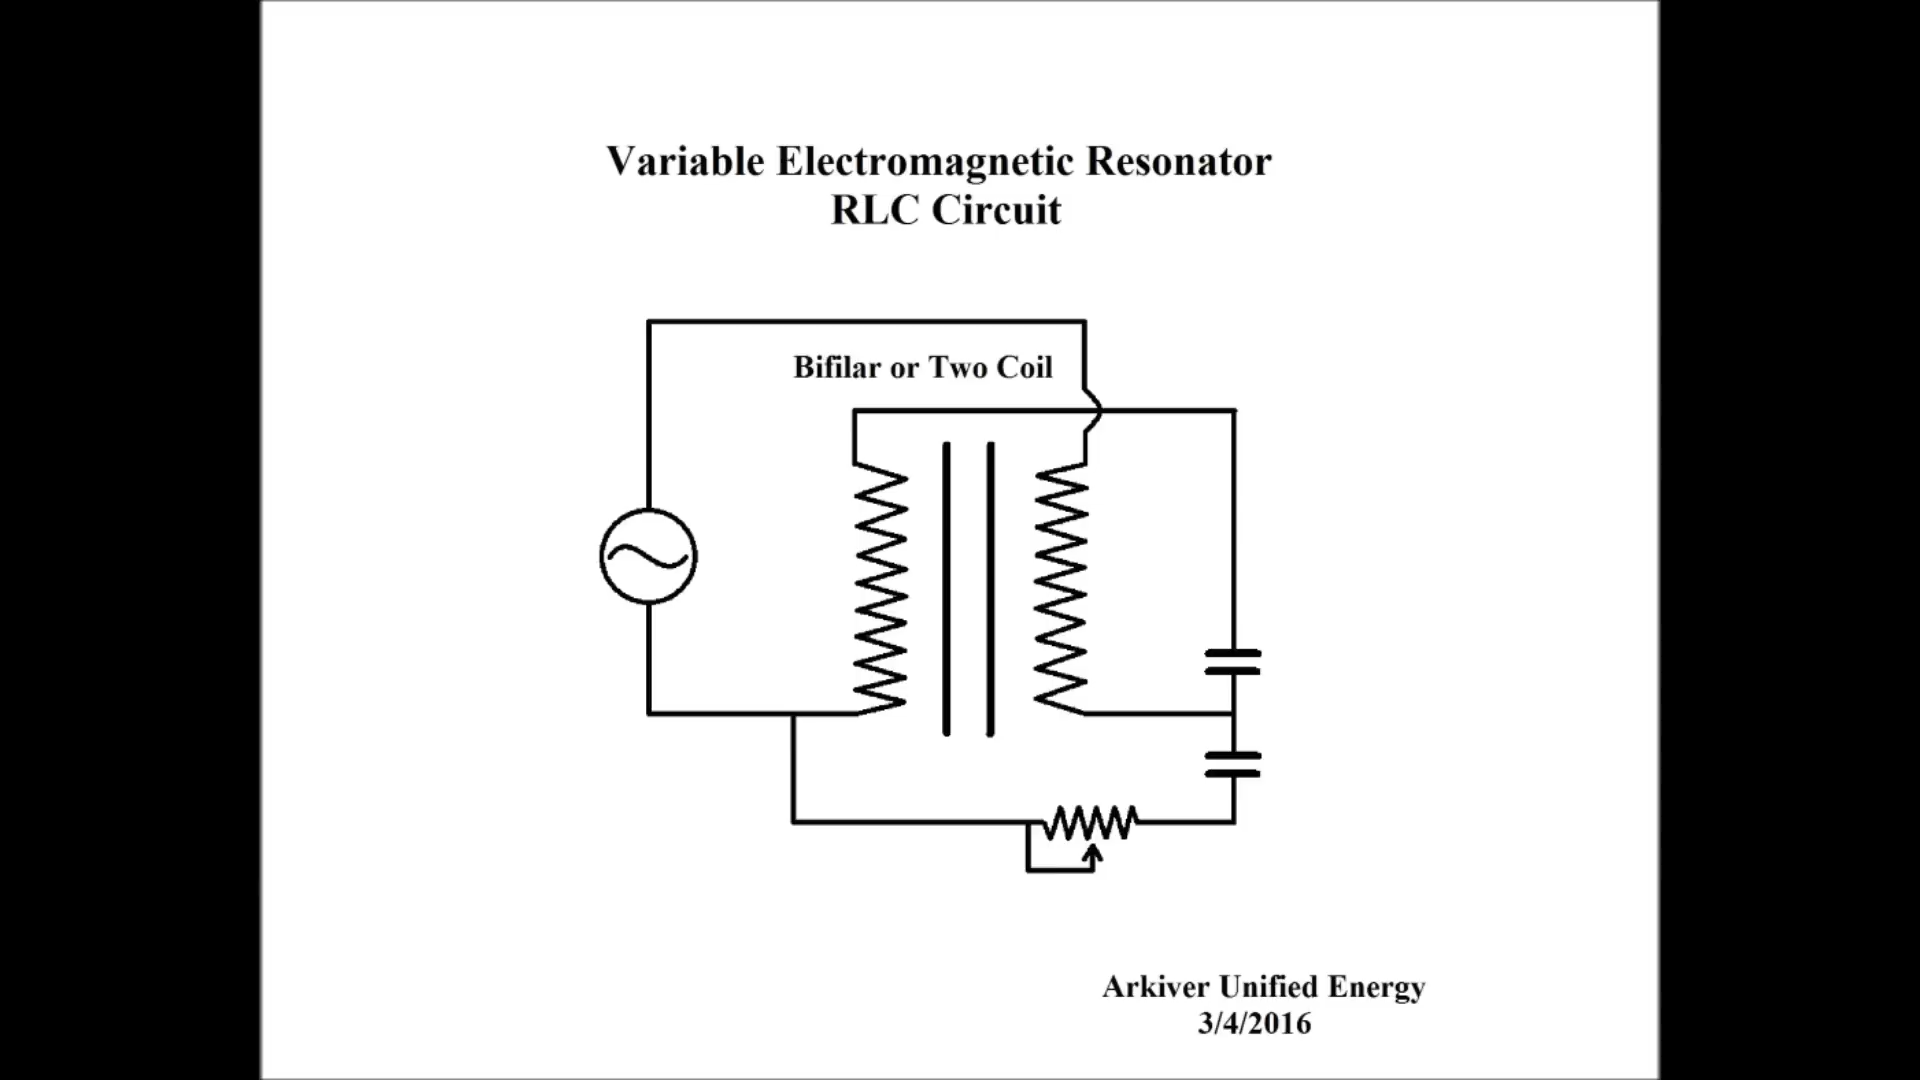 Variable Electromagnetic Resonator
RLC Circuit
Bifilar or Two Coil
Arkiver Unified Energy
3/4/2016